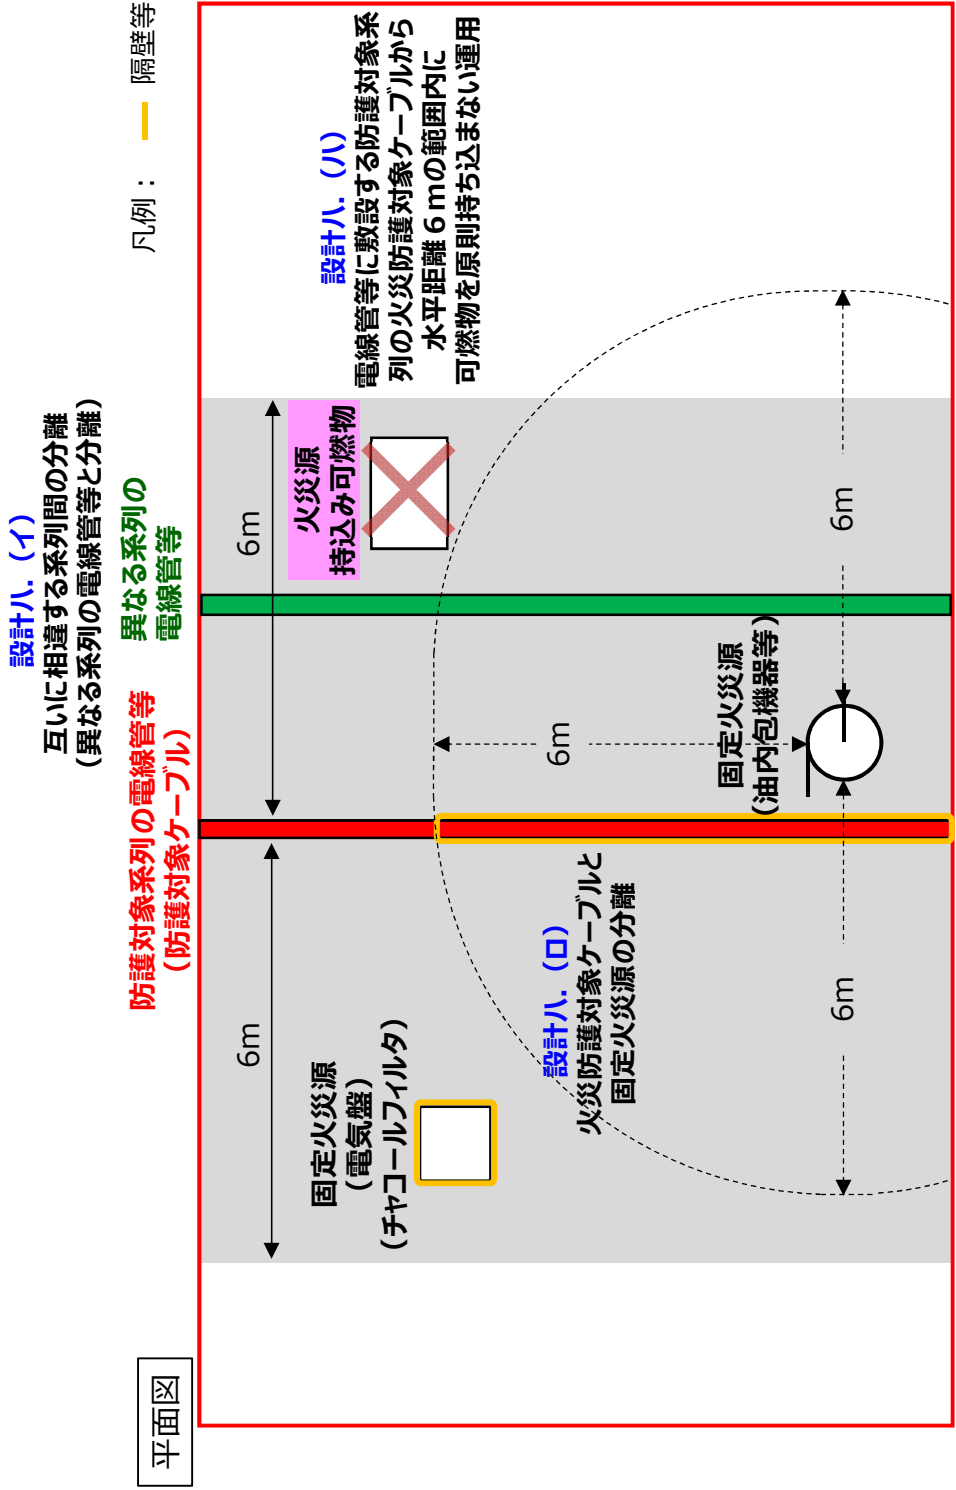 平面図
設計ハ．（イ）
互いに相違する系列間の分離
（異なる系列の電線管等と分離）
防護対象系列の電線管等
（防護対象ケーブル）
異なる系列の
電線管等
凡例： 隔壁等
6m
6m
固定火災源
（電気盤）
（チャコールフィルタ）
火災源
持込み可燃物
設計ハ．（ハ）
電線管等に敷設する防護対象系
列の火災防護対象ケーブルから
水平距離６ｍの範囲内に
可燃物を原則持ち込まない運用
設計ハ．（ロ）
火災防護対象ケーブルと
固定火災源の分離
6m
固定火災源
（油内包機器等）
6m
6m